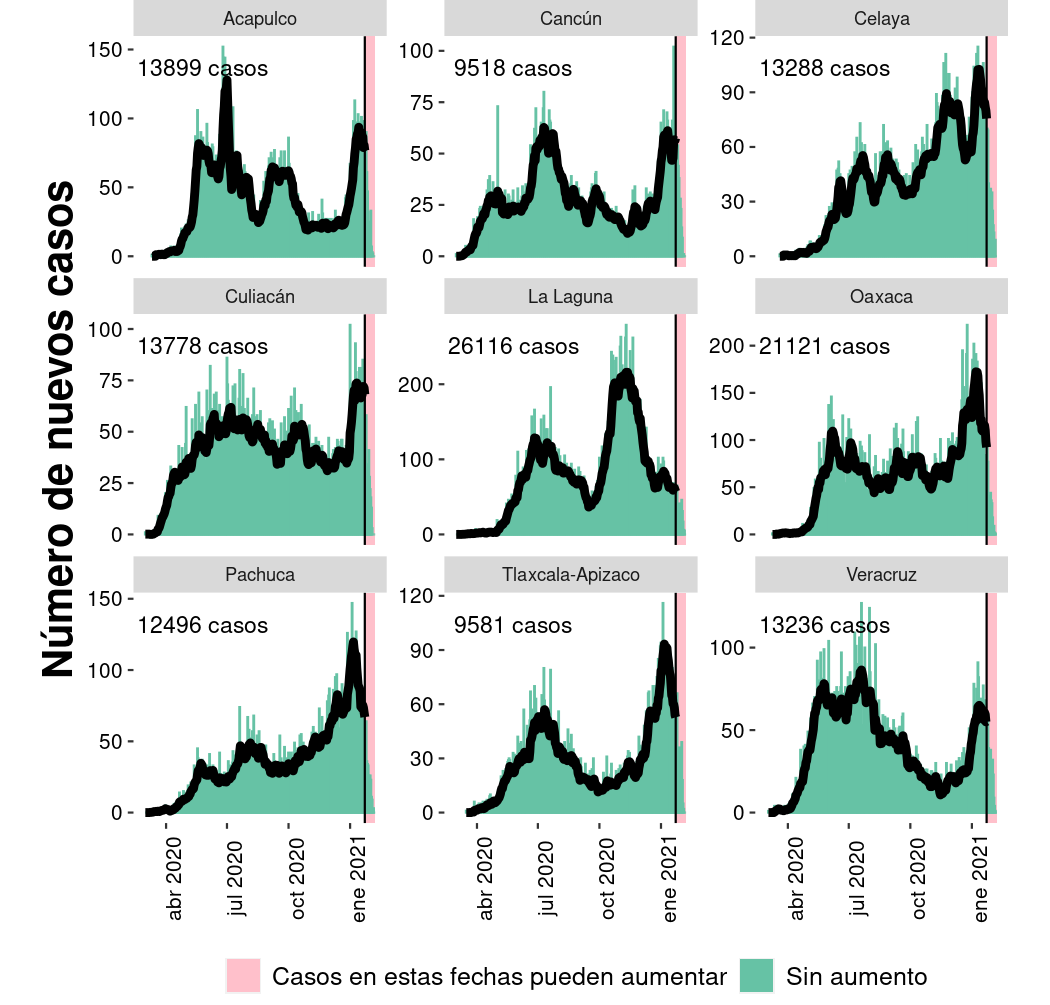 Número de nuevos casos
Acapulco
150
100
50
0
13899 casos
Cancún
100
75
50
25
0
9518 casos
Celaya
120
90
60
30
0
13288 casos
Culiacán
100
75
50
25
0
13778 casos
La Laguna
200
100
0
26116 casos
Oaxaca
200
150
100
50
0
21121 casos
Pachuca
150
100
50
0
12496 casos
Tlaxcala-Apizaco
120
90
60
30
0
9581 casos
Veracruz
100
50
0
13236 casos
abr 2020
jul 2020
oct 2020
ene 2021
abr 2020
jul 2020
oct 2020
ene 2021
abr 2020
jul 2020
oct 2020
ene 2021
Casos en estas fechas pueden aumentar
Sin aumento